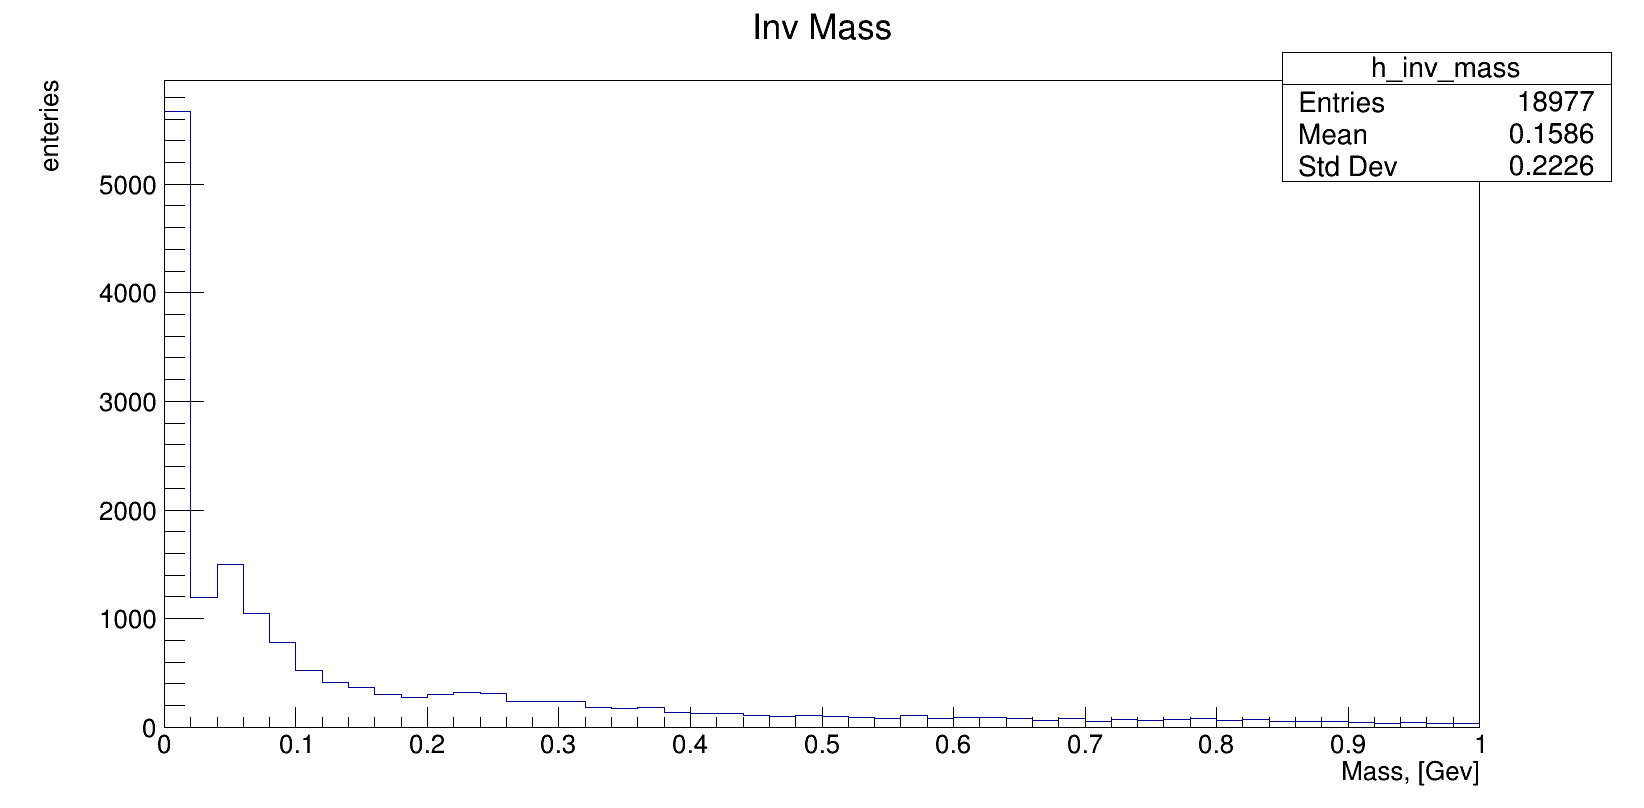 Inv Mass
h_inv_mass
Entries 18977
Mean 0.1586
Std Dev 0.2226
enteries
5000
4000
3000
2000
1000
0
0 0.1 0.2 0.3 0.4 0.5 0.6 0.7 0.8 0.9 1
Mass, [Gev]